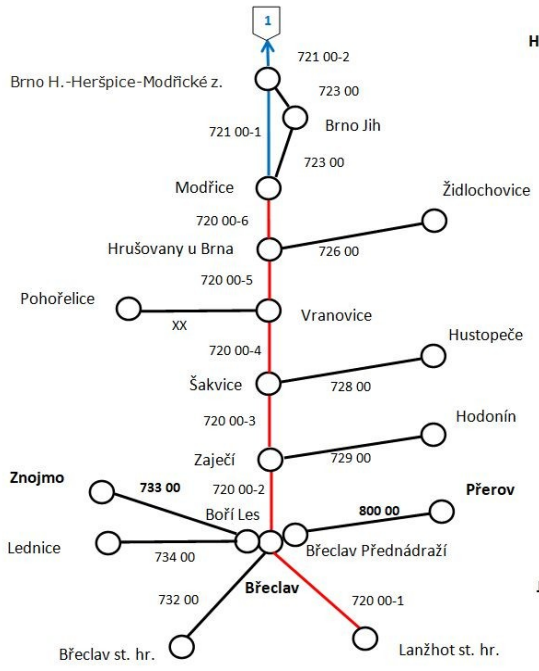 1
H
721 00-2
Brno H.-Heršpice-Modřické z.
723 00
Brno Jih
721 00-1
723 00
Modřice
Židlochovice
720 00-6
Hrušovany u Brna
726 00
720 00-5
Pohořelice
Vranovice
XX
Hustopeče
720 00-4
Šakvice
728 00
Hodonín
720 00-3
Zaječí
729 00
Znojmo
733 00
720 00-2
Přerov
Boří Les
800 00
Lednice
Břeclav Přednádraží
734 00
Břeclav
J
732 00
720 00-1
Břeclav st. hr.
Lanžhot st. hr.